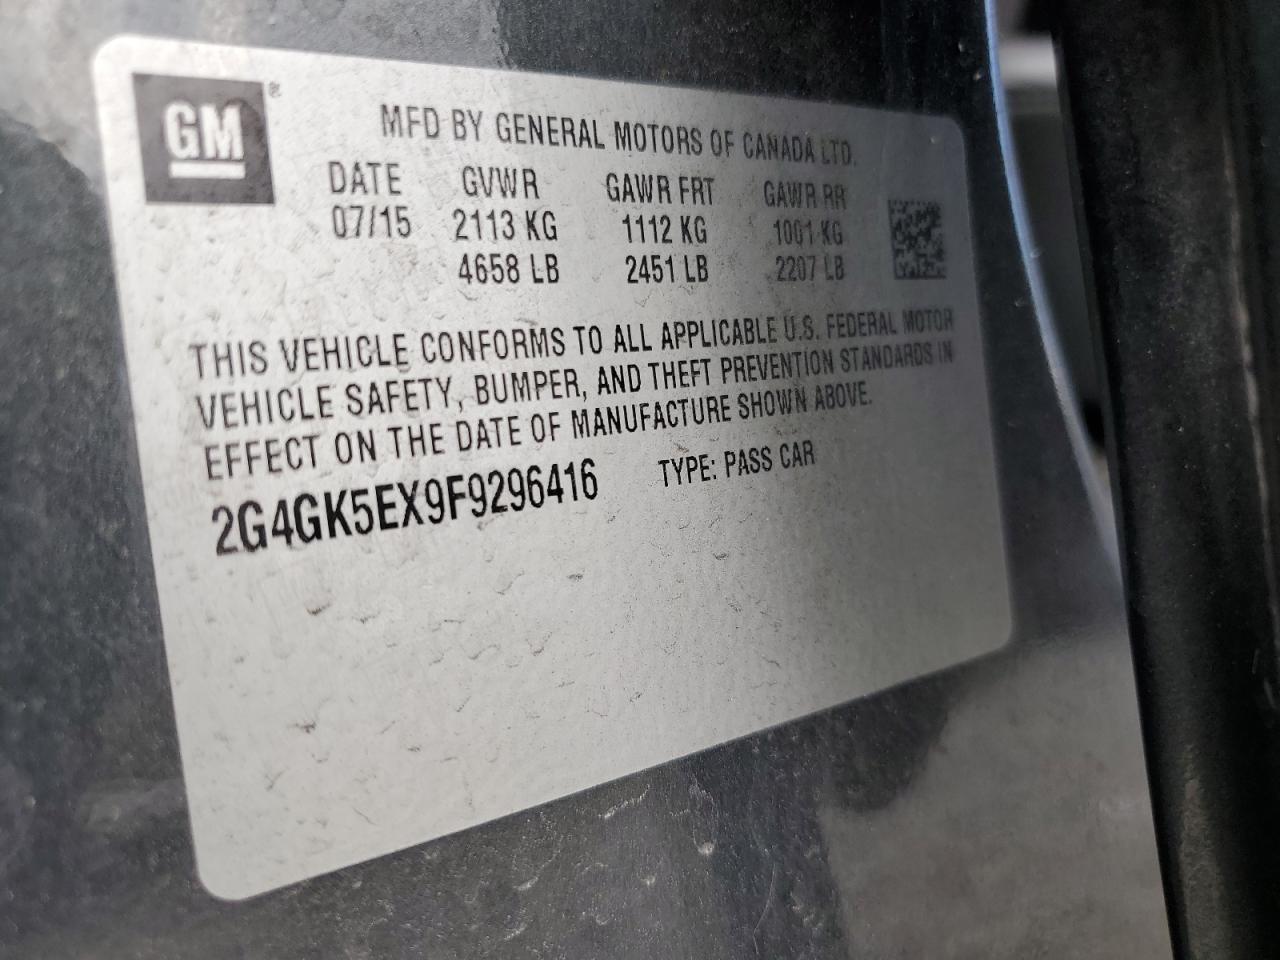 GM ®
MFD BY GENERAL MOTORS OF CANADA LTD.
DATE GVWR GAWR FRT GAWR RR
07/15 2113 KG 1112 KG 1001 KG
4658 LB 2451 LB 2207 LB
THIS VEHICLE CONFORMS TO ALL APPLICABLE U.S. FEDERAL MOTOR
VEHICLE SAFETY, BUMPER, AND THEFT PREVENTION STANDARDS IN
EFFECT ON THE DATE OF MANUFACTURE SHOWN ABOVE.
2G4GK5EX9F9296416 TYPE: PASS CAR